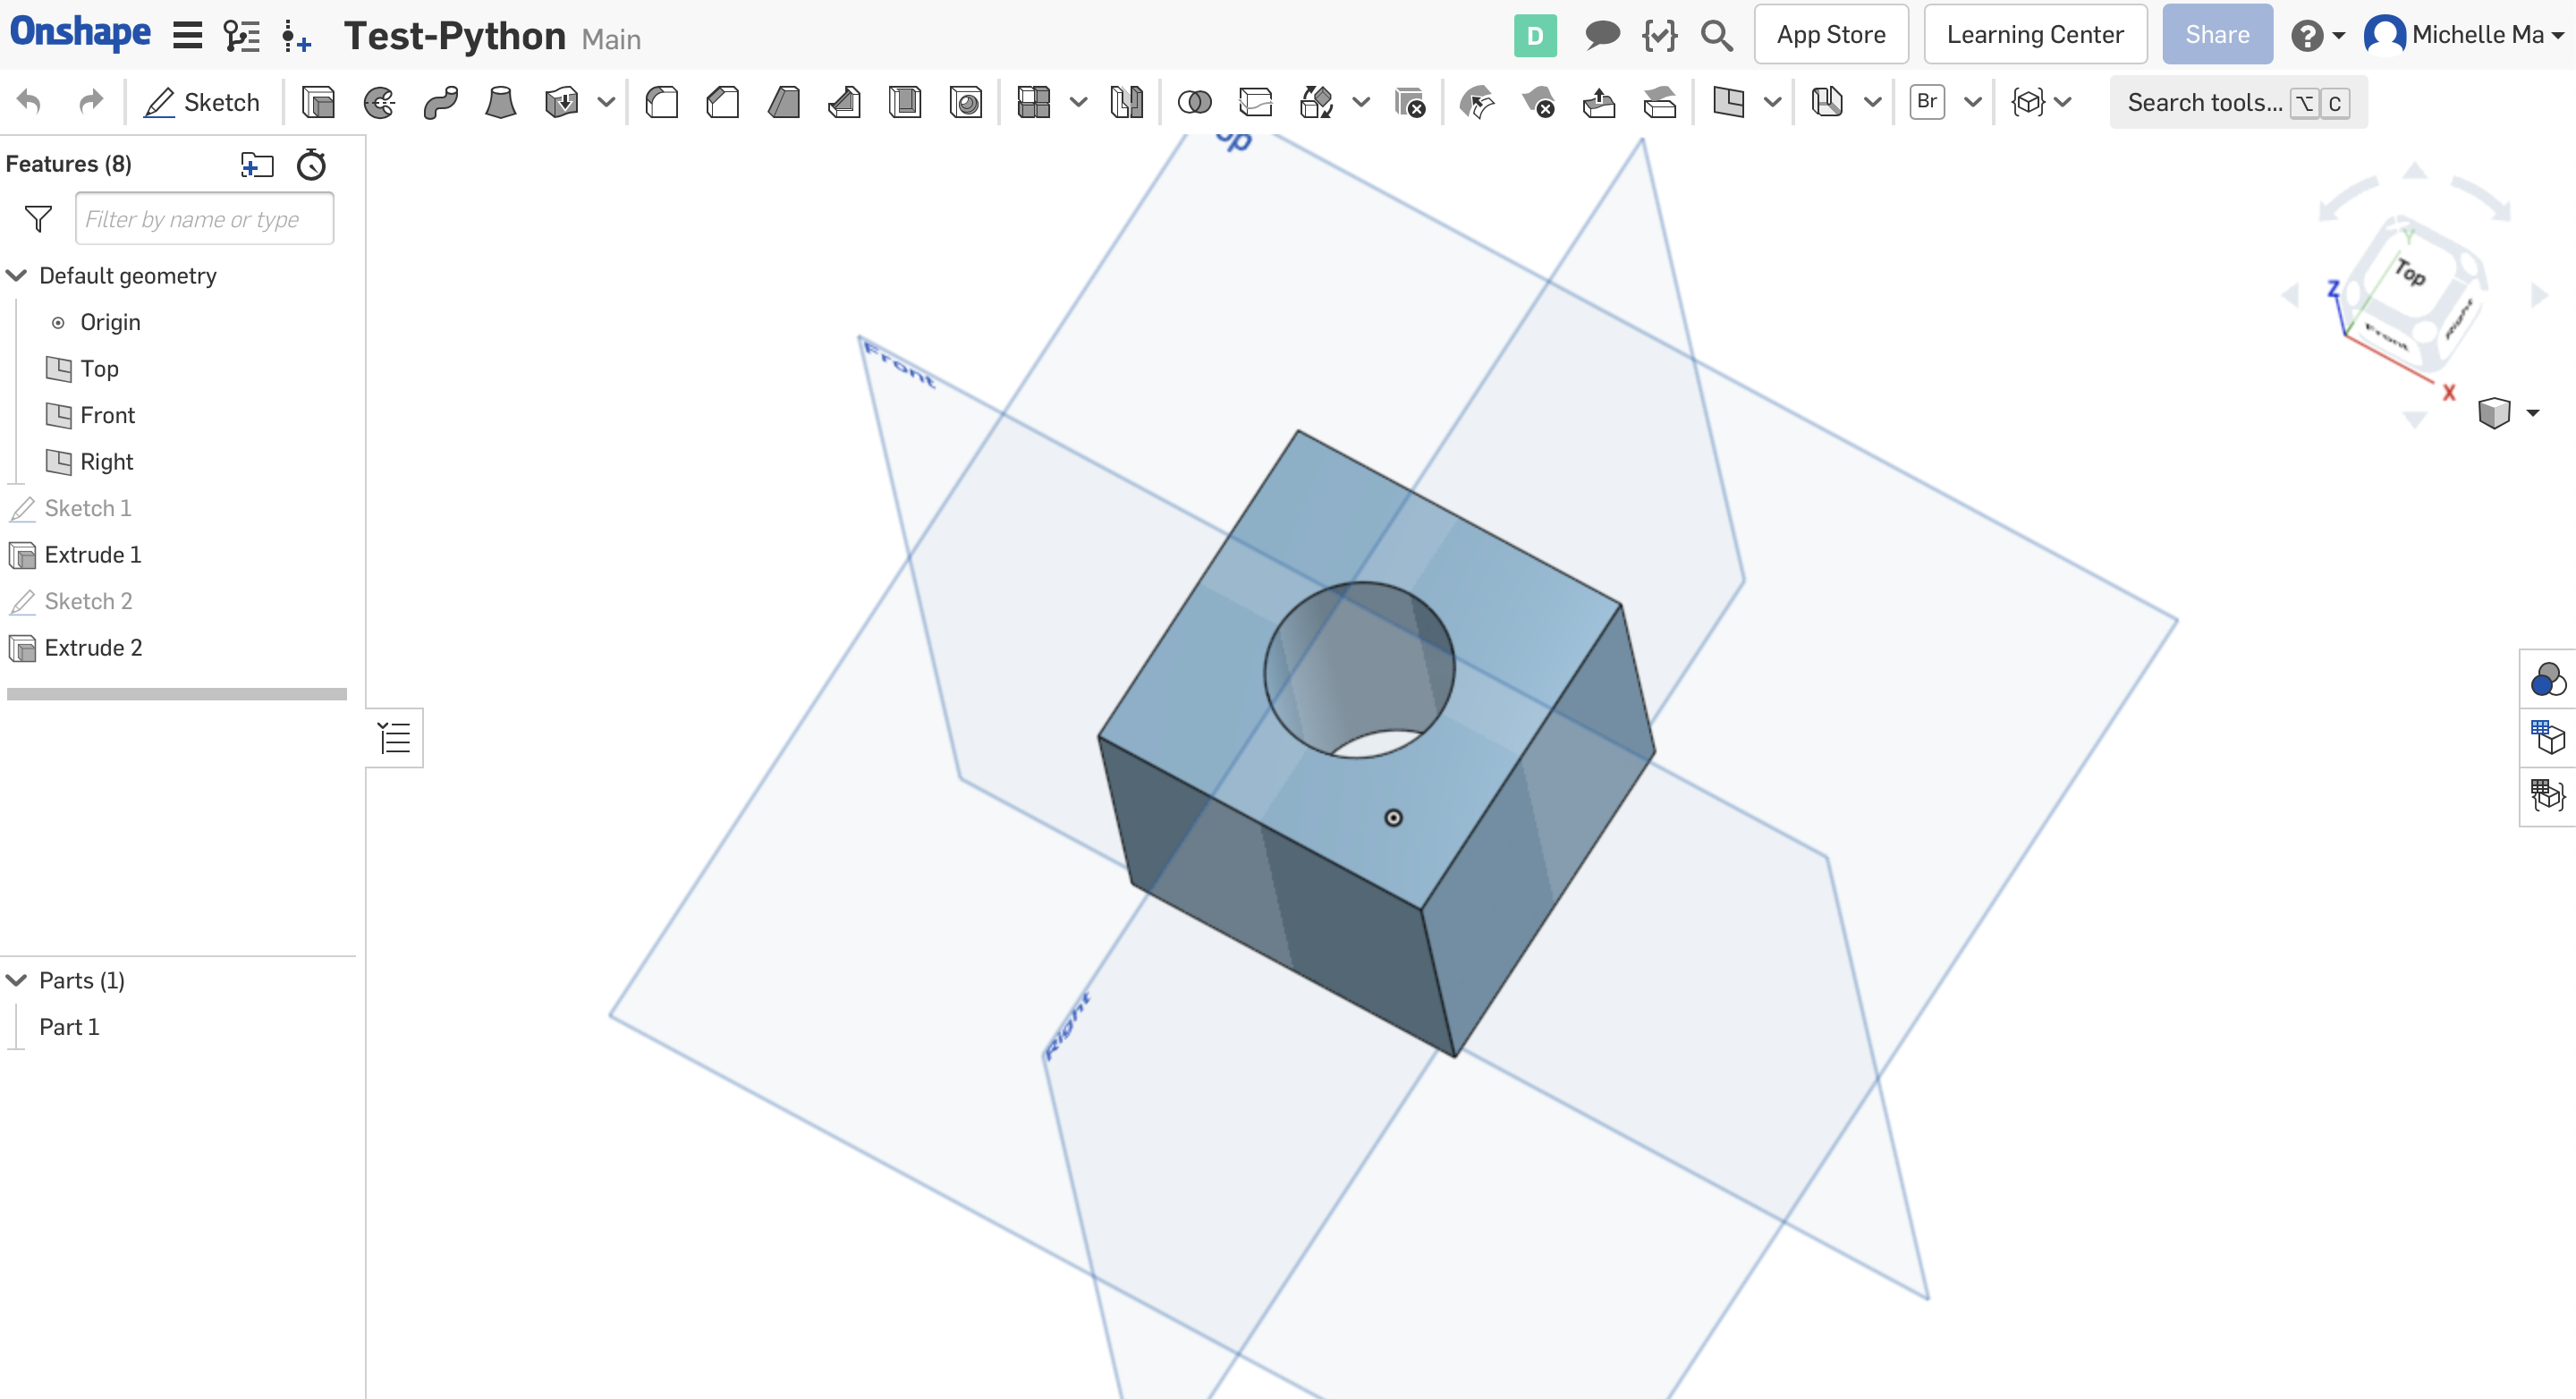 Onshape Test-Python Main D App Store Learning Center Share ? Michelle Ma
Sketch Br Search tools... ⌥ C
Features (8)
Filter by name or type
Default geometry
Origin
Top
Front
Right
Sketch 1
Extrude 1
Sketch 2
Extrude 2
Parts (1)
Part 1
op
Front
Right
Y
Top
Z
Front
Right
X